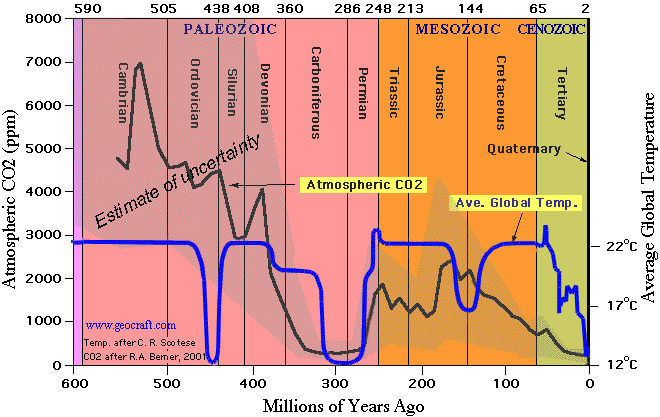 590 505 438 408 360 286 248 213 144 65 2
PALEOZOIC MESOZOIC CENOZOIC
8000
7000
6000
5000
4000
3000
2000
1000
0
Atmospheric CO2 (ppm)
Cambrian
Ordovician
Silurian
Devonian
Carboniferous
Permian
Triassic
Jurassic
Cretaceous
Tertiary
Quaternary
Estimate of uncertainty
Atmospheric CO2
Ave. Global Temp.
22°C
17°C
12°C
Average Global Temperature
www.geocraft.com
Temp. after C. R. Scotese
CO2 after R.A. Berner, 2001
600 500 400 300 200 100 0
Millions of Years Ago